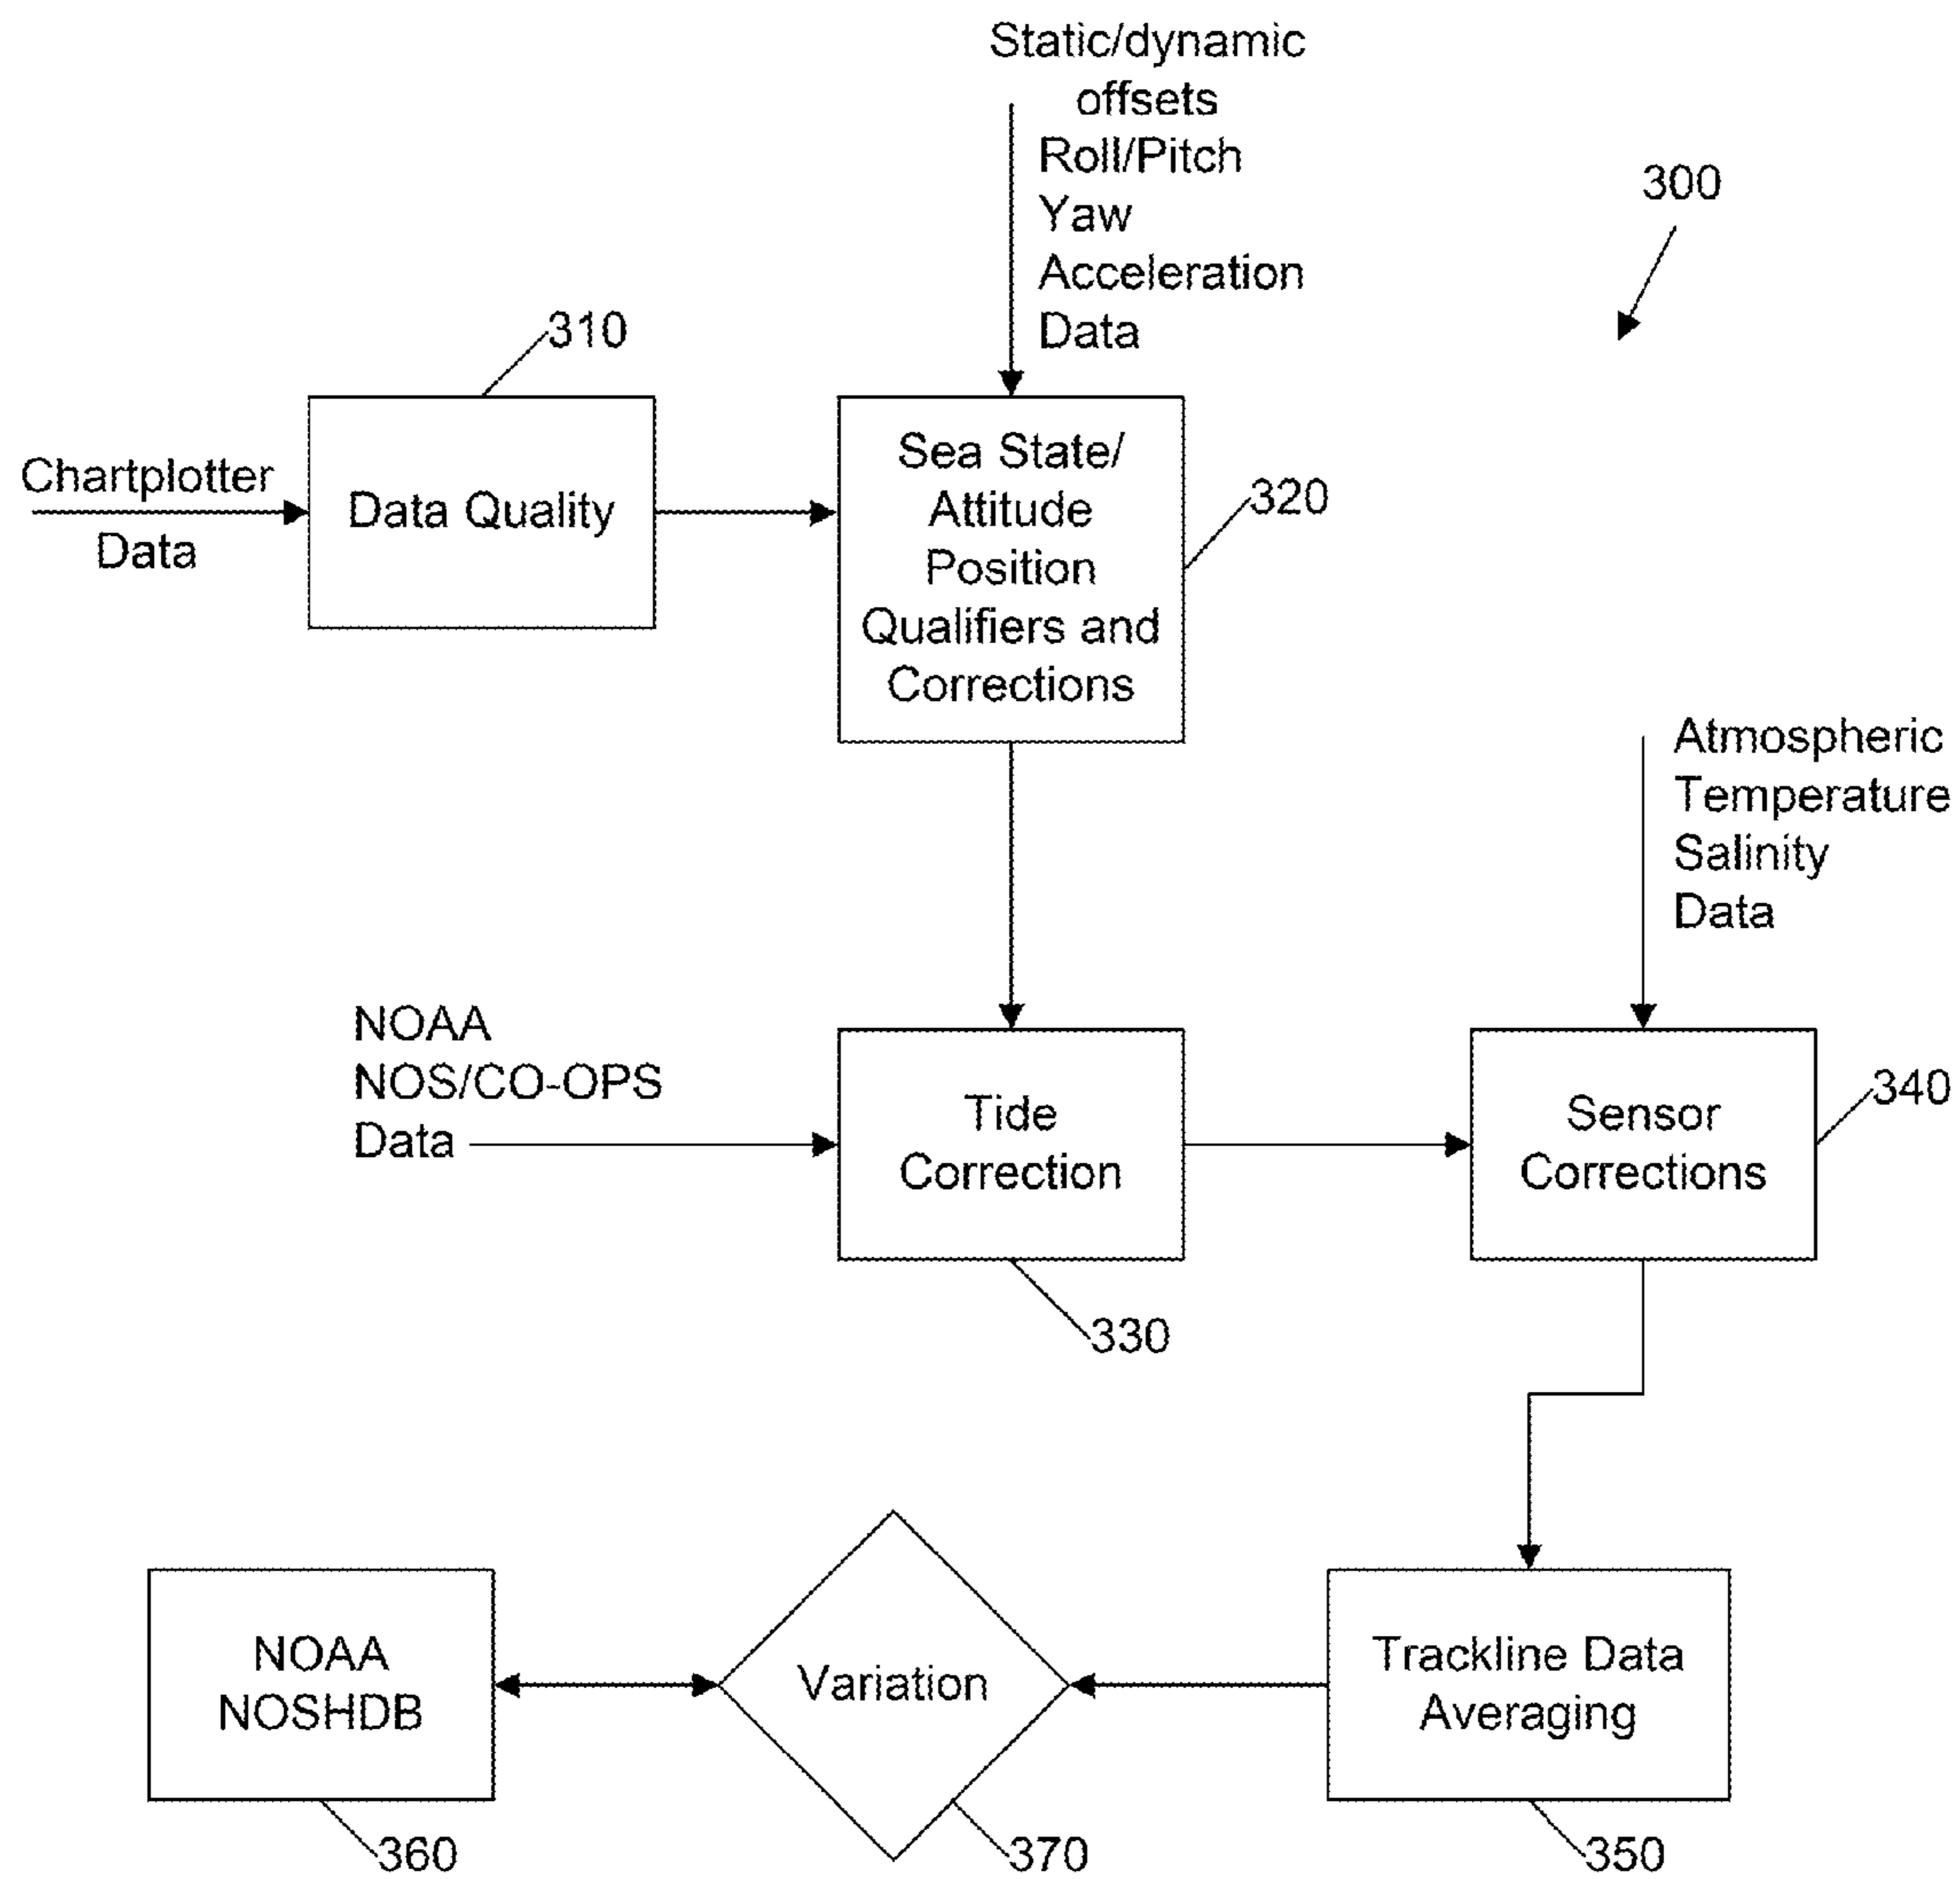 Static/dynamic
offsets
Roll/Pitch
Yaw
Acceleration
Data
300
310
Chartplotter
Data
Data Quality
Sea State/
Attitude
Position
Qualifiers and
Corrections
320
Atmospheric
Temperature
Salinity
Data
NOAA
NOS/CO-OPS
Data
Tide
Correction
330
Sensor
Corrections
340
NOAA
NOSHDB
360
Variation
370
Trackline Data
Averaging
350